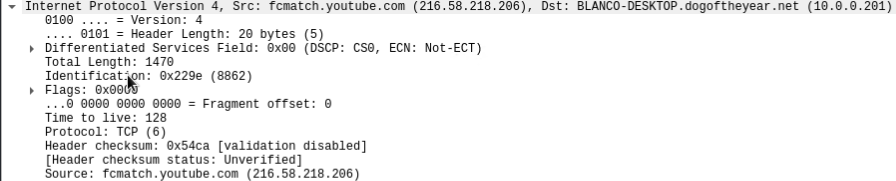 Internet Protocol Version 4, Src: fcmatch.youtube.com (216.58.218.206), Dst: BLANCO-DESKTOP.dogoftheyear.net (10.0.0.201)
0100 .... = Version: 4
.... 0101 = Header Length: 20 bytes (5)
Differentiated Services Field: 0x00 (DSCP: CS0, ECN: Not-ECT)
Total Length: 1470
Identification: 0x229e (8862)
Flags: 0x0000
...0 0000 0000 0000 = Fragment offset: 0
Time to live: 128
Protocol: TCP (6)
Header checksum: 0x54ca [validation disabled]
[Header checksum status: Unverified]
Source: fcmatch.youtube.com (216.58.218.206)